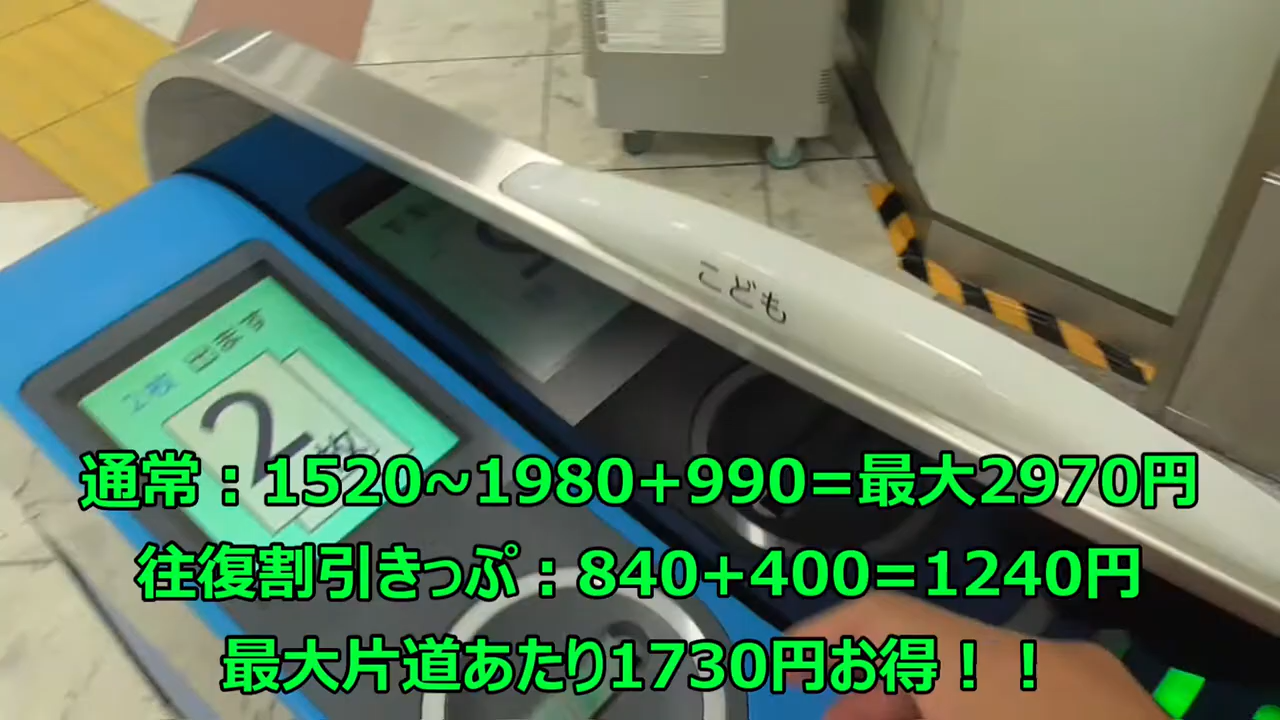 こども
2枚
2枚
通常：1520~1980+990=最大2970円
往復割引きっぷ：840+400=1240円
最大片道あたり1730円お得！！